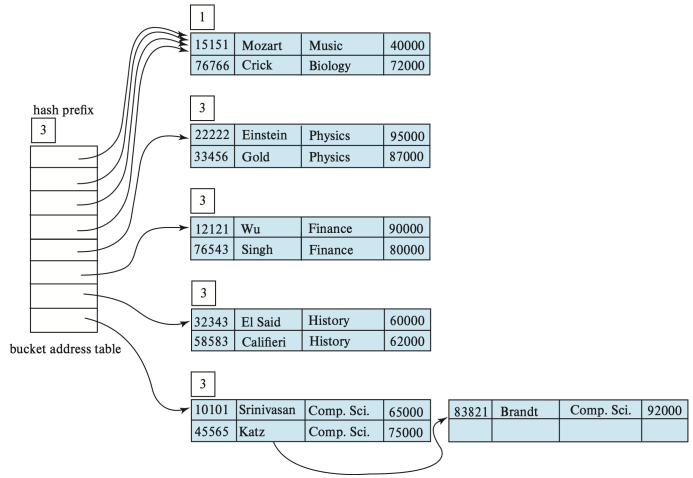 1
15151 Mozart Music 40000
76766 Crick Biology 72000
hash prefix
3
3
22222 Einstein Physics 95000
33456 Gold Physics 87000
3
12121 Wu Finance 90000
76543 Singh Finance 80000
3
32343 El Said History 60000
58583 Califieri History 62000
bucket address table
3
10101 Srinivasan Comp. Sci. 65000
45565 Katz Comp. Sci. 75000
83821 Brandt Comp. Sci. 92000